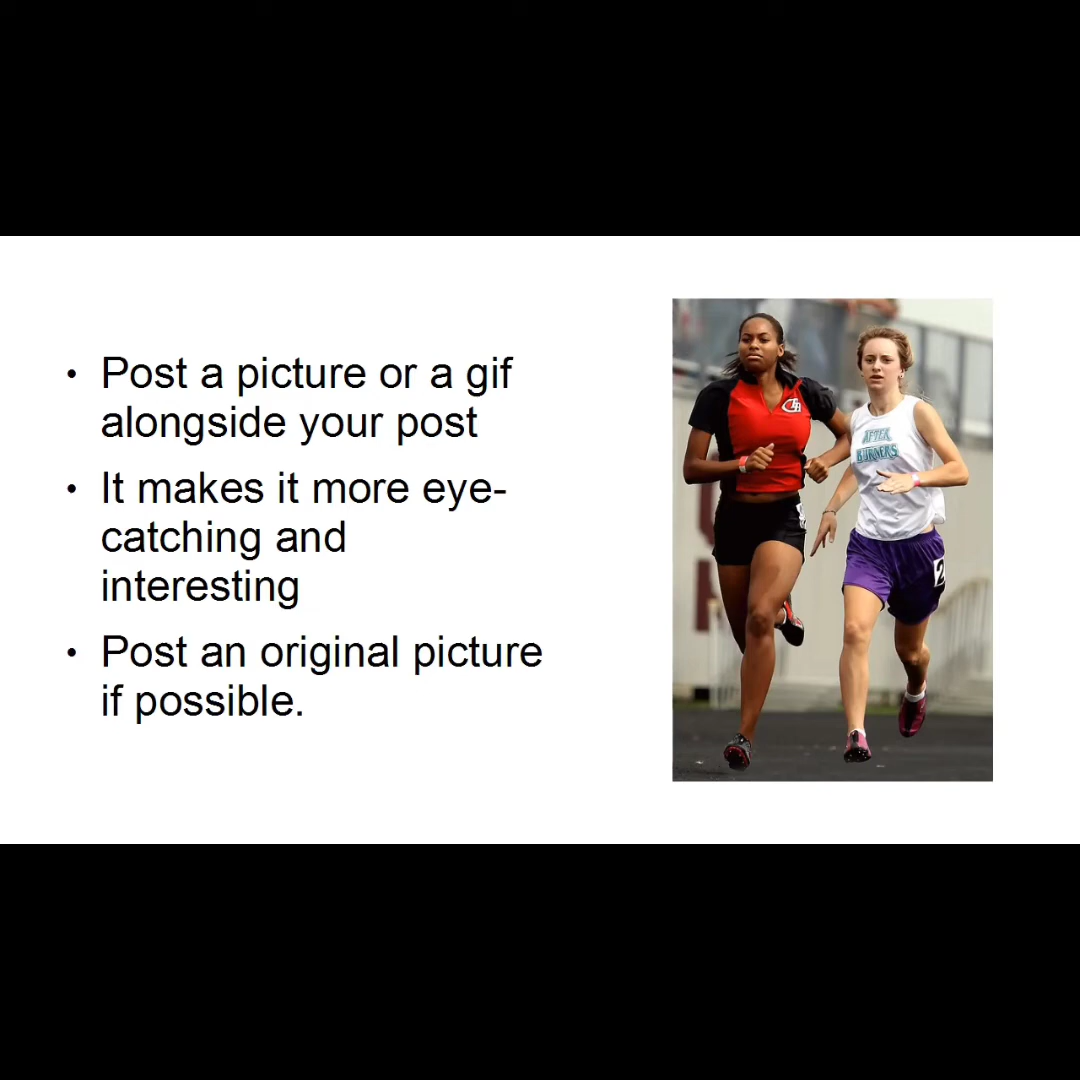 • Post a picture or a gif
alongside your post
• It makes it more eye-
catching and
interesting
• Post an original picture
if possible.
AFTER
BURNERS
2